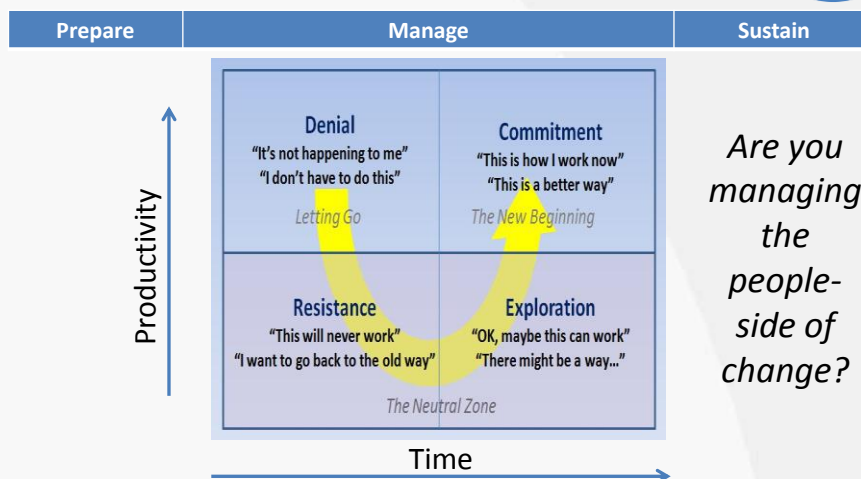 Prepare
Manage
Sustain
Productivity
Denial
“It’s not happening to me”
“I don’t have to do this”
Letting Go
Commitment
“This is how I work now”
“This is a better way”
The New Beginning
Resistance
“This will never work”
“I want to go back to the old way”
Exploration
“OK, maybe this can work”
“There might be a way...”
The Neutral Zone
Time
Are you
managing
the
people-
side of
change?